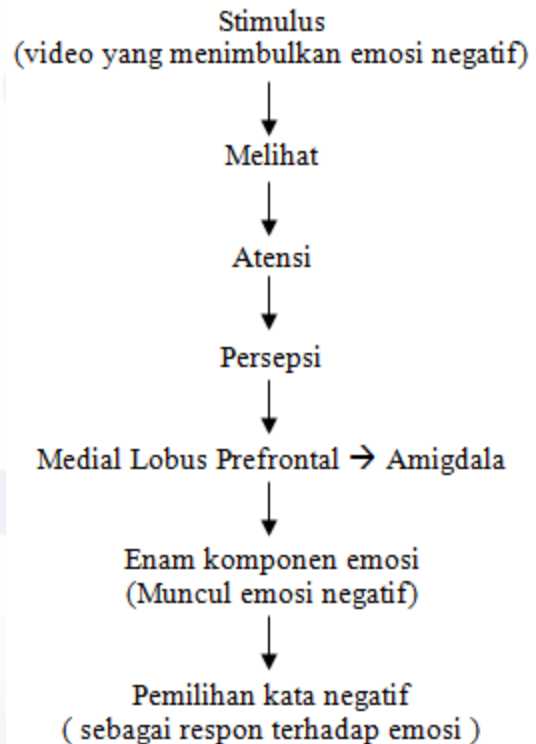 Stimulus
(video yang menimbulkan emosi negatif)
Melihat
Atensi
Persepsi
Medial Lobus Prefrontal → Amigdala
Enam komponen emosi
(Muncul emosi negatif)
Pemilihan kata negatif
( sebagai respon terhadap emosi )